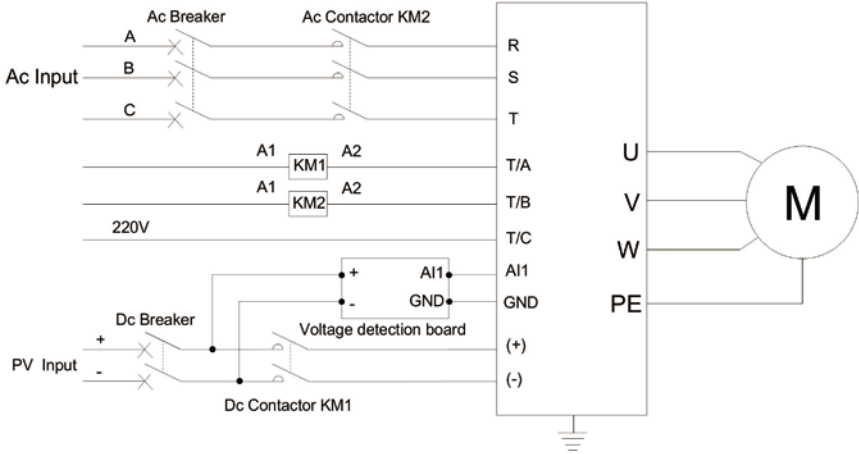 Ac Breaker Ac Contactor KM2
A R
Ac Input B S
C T
A1 KM1 A2 T/A
A1 KM2 A2 T/B
220V T/C
+ AI1 AI1
- GND GND
Dc Breaker Voltage detection board
+ (+)
PV Input
- (-)
Dc Contactor KM1
U
V
W
PE
M